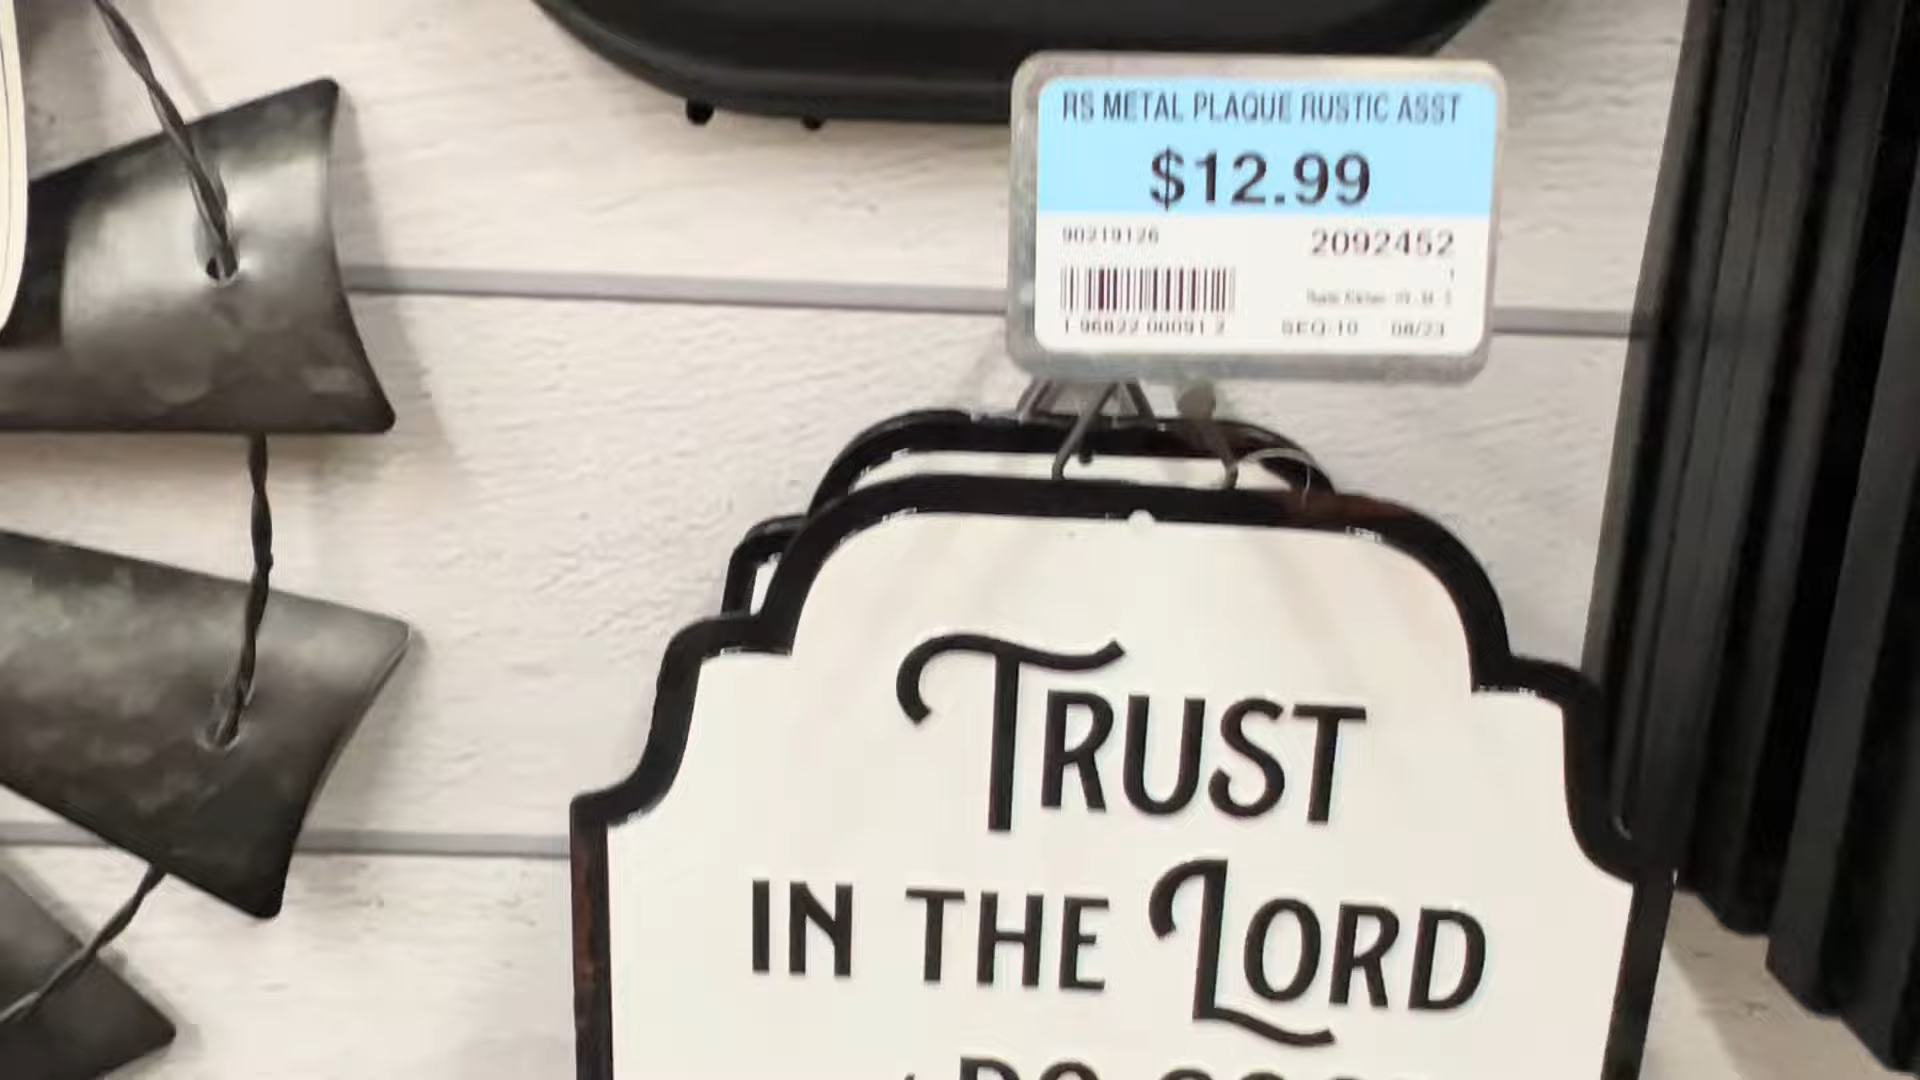 RS METAL PLAQUE RUSTIC ASST
$12.99
90219126
2092452
1
1 96822 00091 2
SEQ:10
08/23
TRUST
IN THE LORD